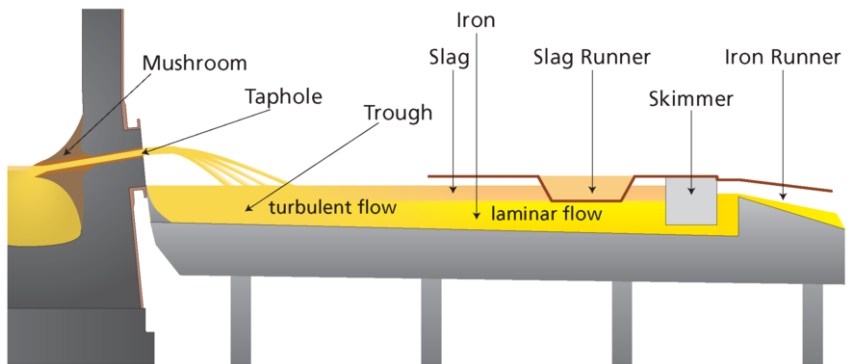 Iron
Mushroom
Slag
Slag Runner
Iron Runner
Taphole
Trough
Skimmer
turbulent flow
laminar flow